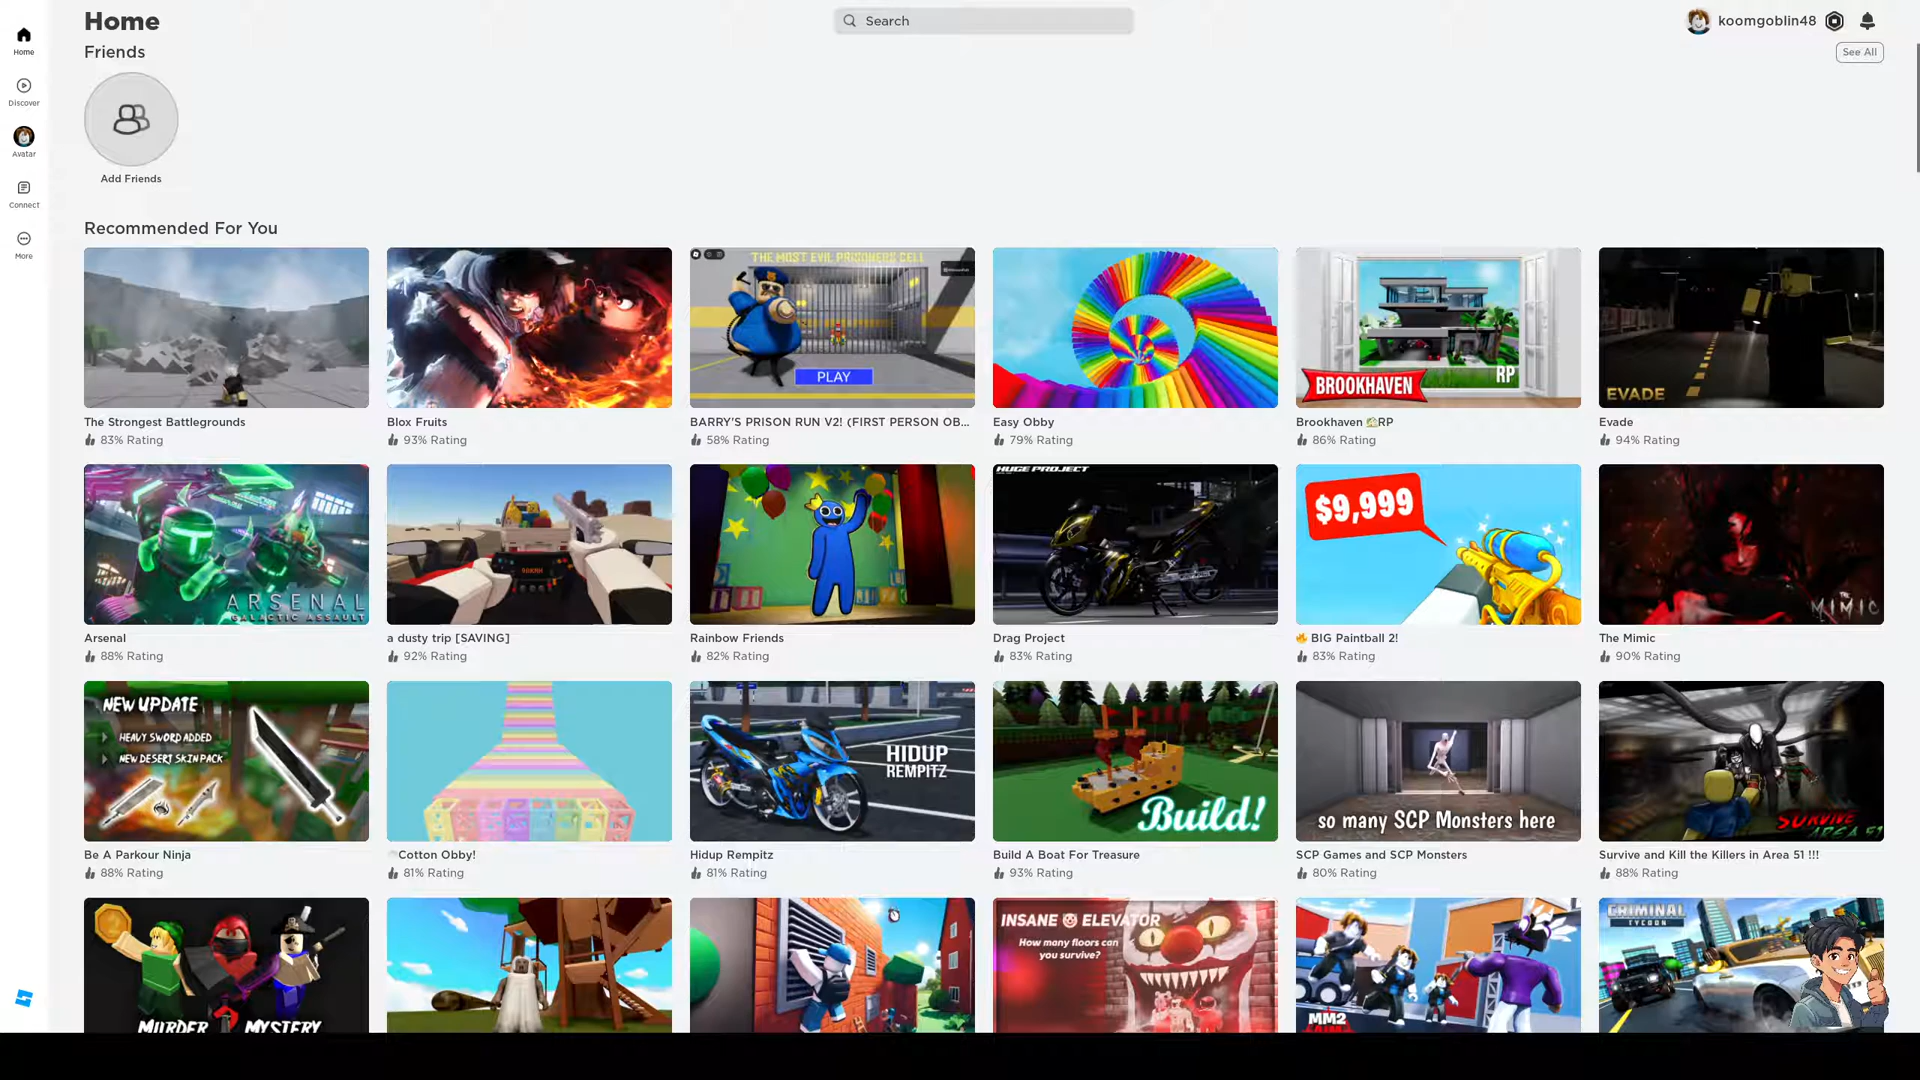 Home
Search
koomgoblin48
Home
Discover
Avatar
Connect
More
Friends
See All
Add Friends
Recommended For You
THE MOST EVIL PRISONERS CELL
PLAY
BROOKHAVEN
RP
EVADE
The Strongest Battlegrounds
83% Rating
Blox Fruits
93% Rating
BARRY'S PRISON RUN V2! (FIRST PERSON OB...
58% Rating
Easy Obby
79% Rating
Brookhaven 🏡RP
86% Rating
Evade
94% Rating
ARSENAL
GALACTIC ASSAULT
HUGE PROJECT
$9,999
THE
MIMIC
Arsenal
88% Rating
a dusty trip [SAVING]
92% Rating
Rainbow Friends
82% Rating
Drag Project
83% Rating
🔥 BIG Paintball 2!
83% Rating
The Mimic
90% Rating
NEW UPDATE
HEAVY SWORD ADDED
NEW DESERT SKIN PACK
HIDUP
REMPITZ
Build!
so many SCP Monsters here
SURVIVE
AREA 51
Be A Parkour Ninja
88% Rating
Cotton Obby!
81% Rating
Hidup Rempitz
81% Rating
Build A Boat For Treasure
93% Rating
SCP Games and SCP Monsters
80% Rating
Survive and Kill the Killers in Area 51 !!!
88% Rating
MURDER MYSTERY
INSANE ELEVATOR
How many floors can
you survive?
MM2
CRIMINAL
TYCOON